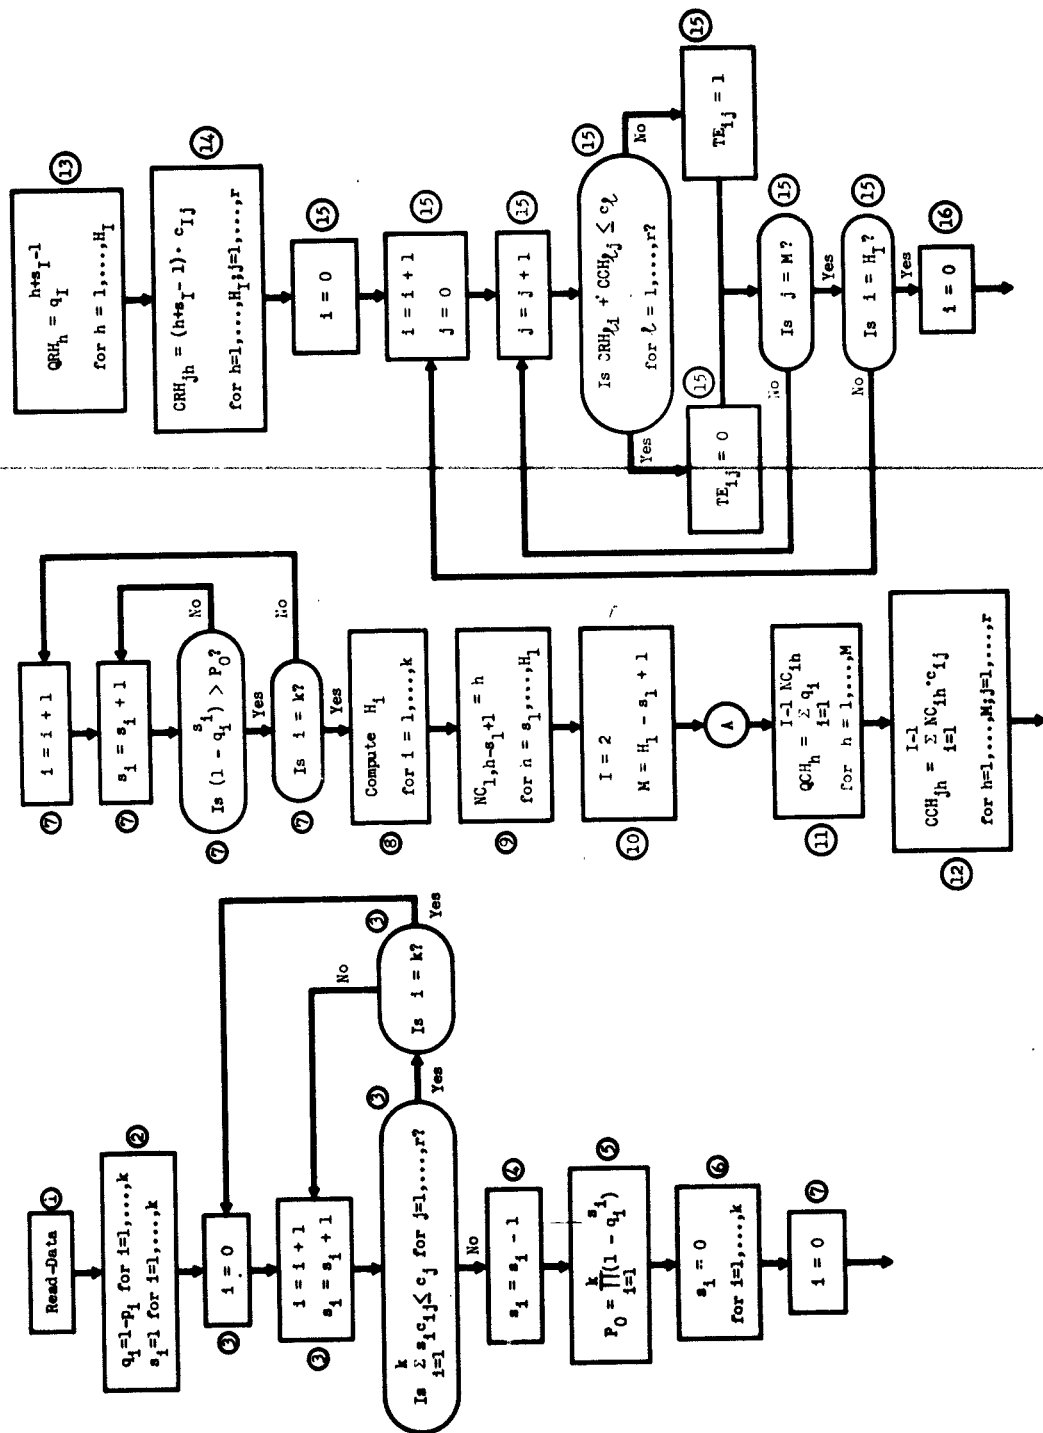 ①
Read-Data
②
q_i=1-p_i for i=1,...,k
s_i=1 for i=1,...,k
③
i = 0
③
i = i + 1
s_i = s_i + 1
③
k
Is Σ s_i c_ij ≤ c_j for j=1,...,r?
i=1
Yes
No
③
Is i = k?
No
Yes
④
s_i = s_i - 1
⑤
k s_i
P_0 = ∏(1 - q_i )
i=1
⑥
s_i = 0
for i=1,...,k
⑦
i = 0
⑦
i = i + 1
⑦
s_i = s_i + 1
⑦
s_i
Is (1 - q_i ) > P_0?
No
Yes
⑦
Is i = k?
No
Yes
⑧
Compute H_i
for i = 1,...,k
⑨
NC_1,h-s_1+1 = h
for h = s_1,...,H_1
⑩
I = 2
M = H_1 - s_1 + 1
A
⑪
I-1 NC_ih
QCH_h = Σ q_i
i=1
for h = 1,...,M
⑫
I-1
CCH_jh = Σ NC_ih·c_ij
i=1
for h=1,...,M;j=1,...,r
⑬
h+s_I-1
QRH_h = q_I
for h = 1,...,H_I
⑭
CRH_jh = (h+s_I- 1)· c_Ij
for h=1,...,H_I;j=1,...,r
⑮
i = 0
⑮
i = i + 1
j = 0
⑮
j = j + 1
⑮
Is CRH_ℓi + CCH_ℓj ≤ c_ℓ
for ℓ = 1,...,r?
Yes
No
⑮
TE_ij = 0
⑮
TE_ij = 1
⑮
Is j = M?
No
Yes
⑮
Is i = H_I?
No
Yes
⑯
i = 0